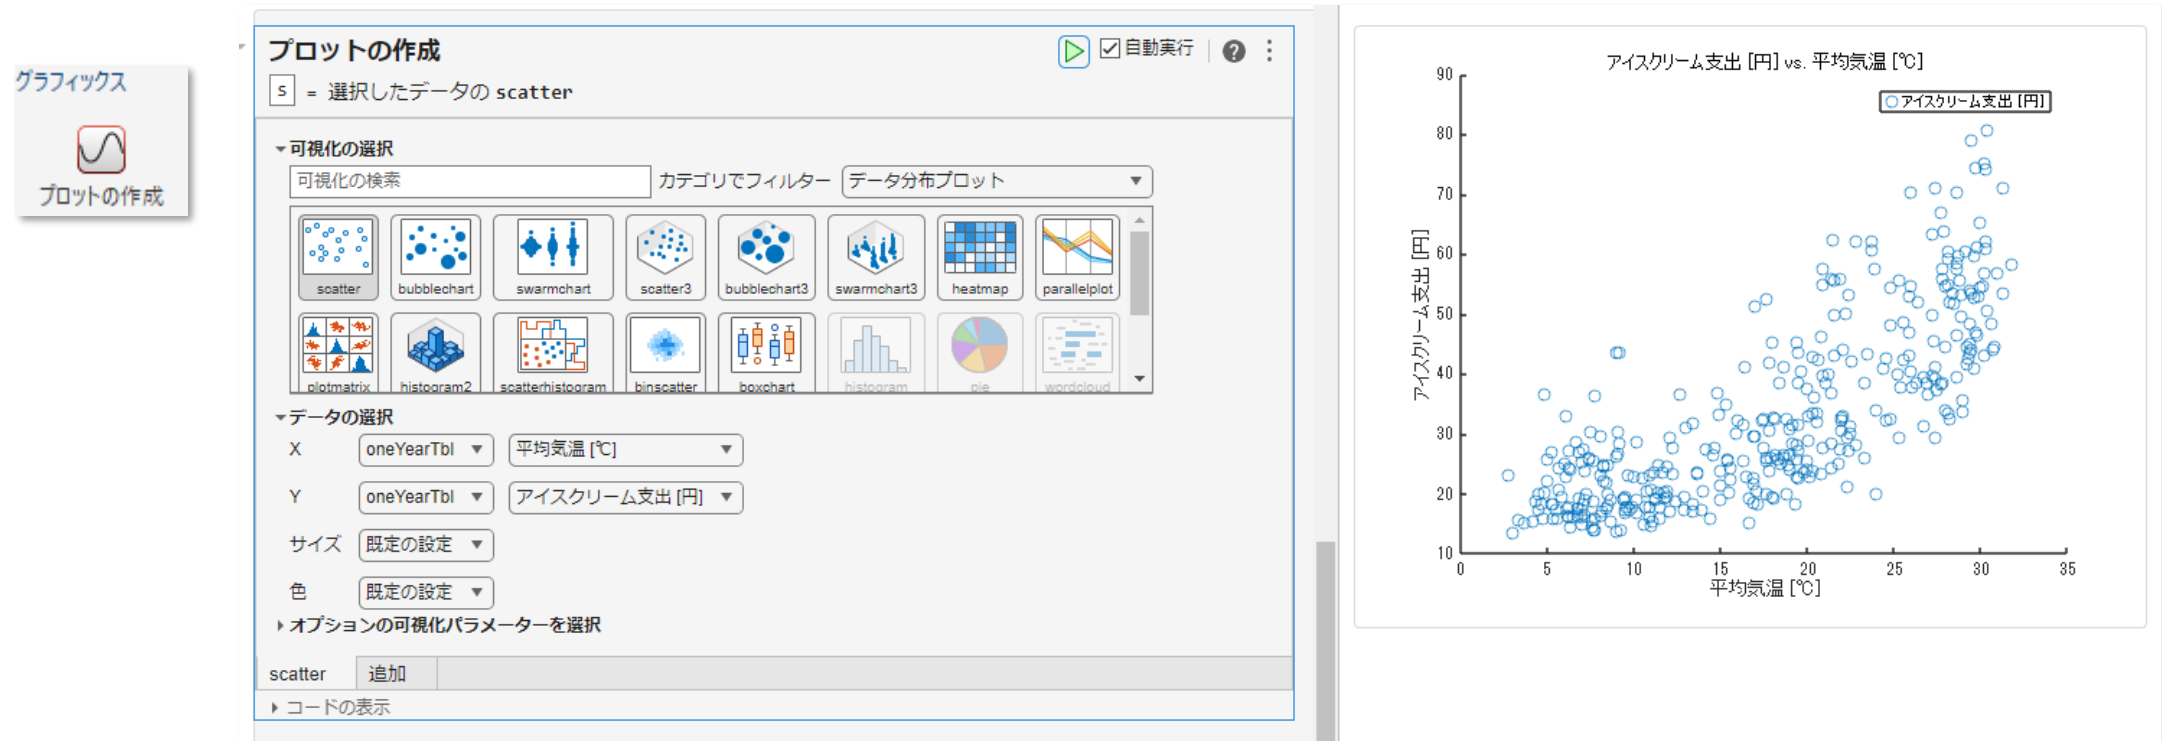 グラフィックス
プロットの作成
プロットの作成
自動実行
s = 選択したデータの scatter
可視化の選択
可視化の検索
カテゴリでフィルター
データ分布プロット
scatter
bubblechart
swarmchart
scatter3
bubblechart3
swarmchart3
heatmap
parallelplot
plotmatrix
histogram2
scatterhistogram
binscatter
boxchart
histogram
pie
wordcloud
データの選択
X oneYearTbl 平均気温 [℃]
Y oneYearTbl アイスクリーム支出 [円]
サイズ 既定の設定
色 既定の設定
オプションの可視化パラメーターを選択
scatter 追加
コードの表示
アイスクリーム支出 [円] vs. 平均気温 [℃]
アイスクリーム支出 [円]
アイスクリーム支出 [円]
90
80
70
60
50
40
30
20
10
0 5 10 15 20 25 30 35
平均気温 [℃]